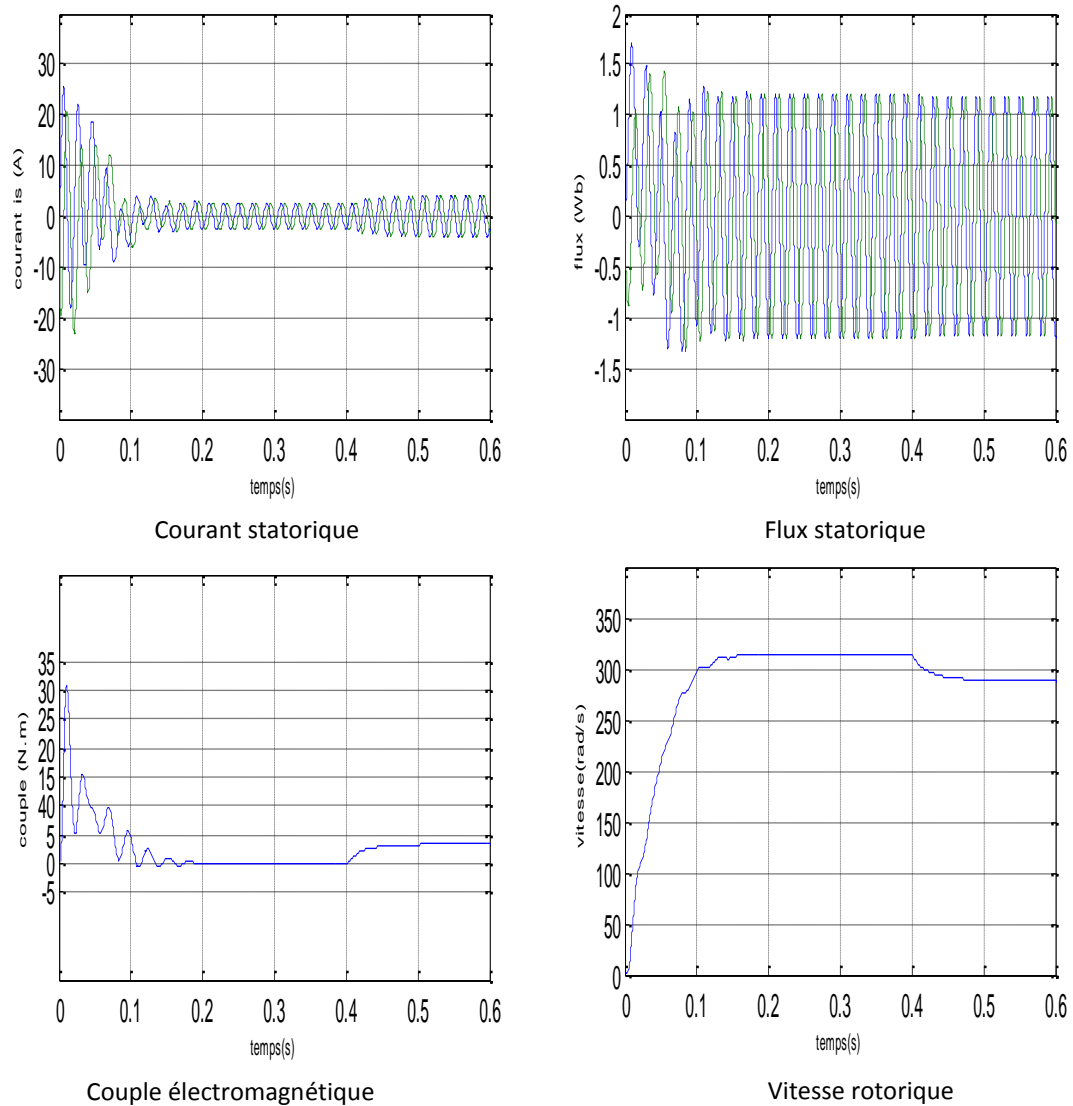 courant is (A)
30
20
10
0
-10
-20
-30
0 0.1 0.2 0.3 0.4 0.5 0.6
temps(s)
Courant statorique
flux (Wb)
2
1.5
1
0.5
0
-0.5
-1
-1.5
0 0.1 0.2 0.3 0.4 0.5 0.6
temps(s)
Flux statorique
couple (N.m)
35
30
25
20
15
40
5
0
-5
0 0.1 0.2 0.3 0.4 0.5 0.6
temps(s)
Couple électromagnétique
vitesse(rad/s)
350
300
250
200
150
100
50
0
0 0.1 0.2 0.3 0.4 0.5 0.6
temps(s)
Vitesse rotorique